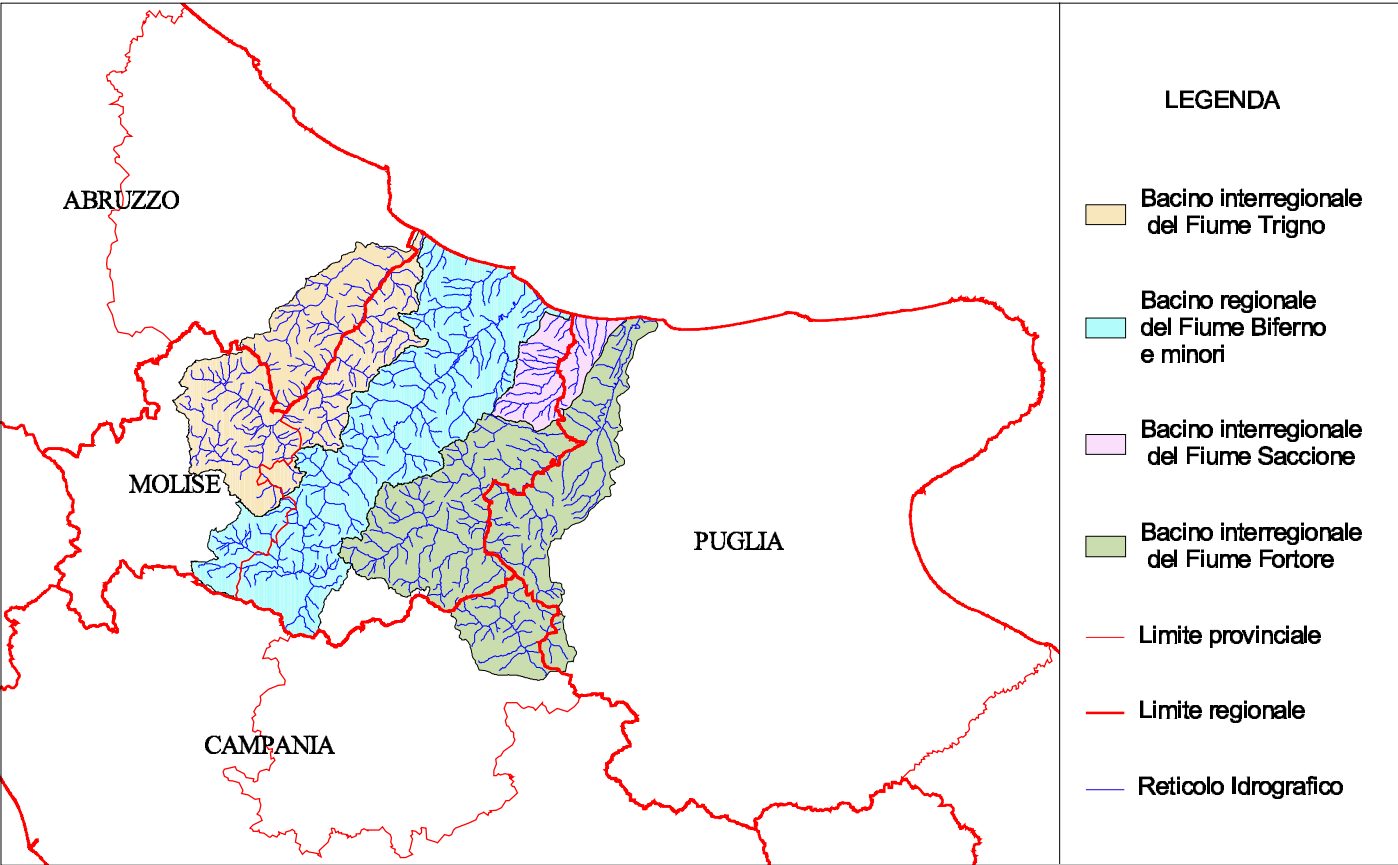 ABRUZZO
MOLISE
PUGLIA
CAMPANIA
LEGENDA
Bacino interregionale
del Fiume Trigno
Bacino regionale
del Fiume Biferno
e minori
Bacino interregionale
del Fiume Saccione
Bacino interregionale
del Fiume Fortore
Limite provinciale
Limite regionale
Reticolo Idrografico